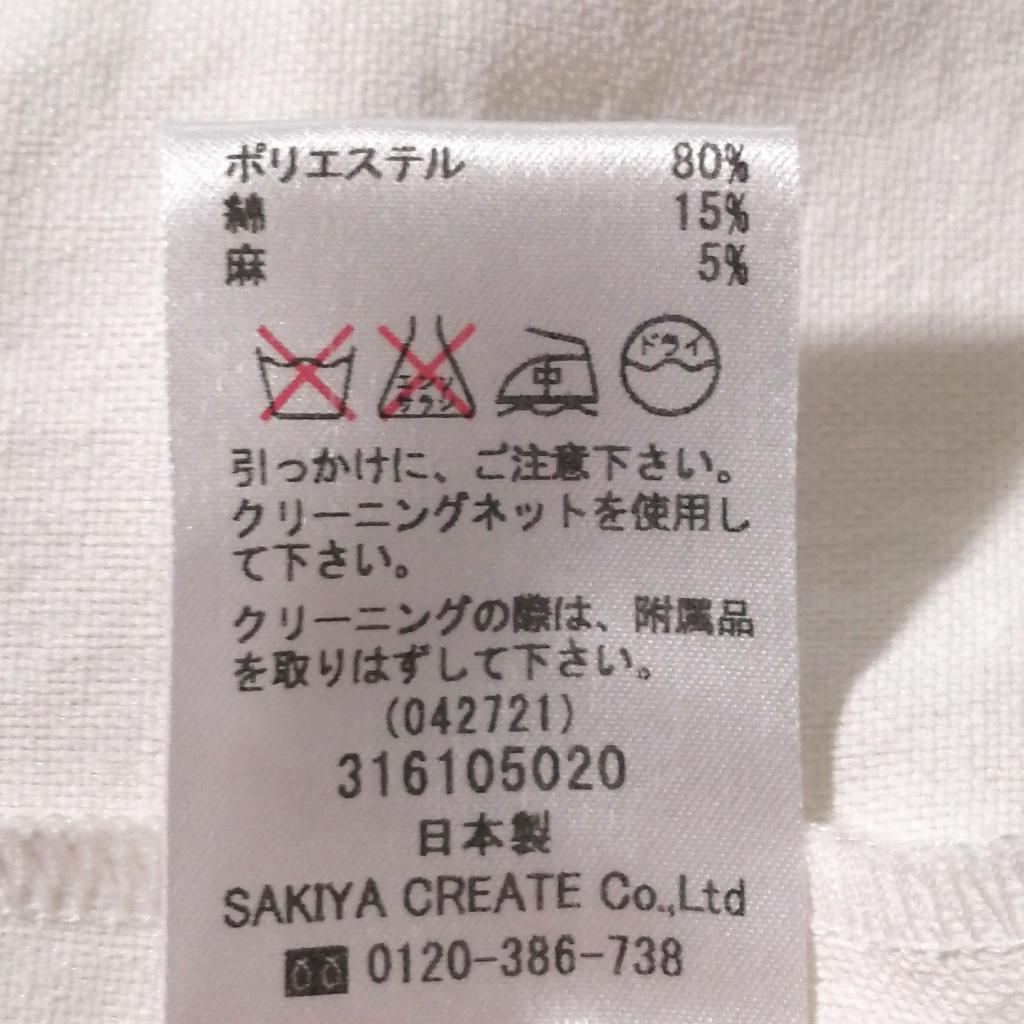 ポリエステル 80%
綿 15%
麻 5%
エンソ
サラシ
中
ドライ
引っかけに、ご注意下さい。
クリーニングネットを使用し
て下さい。
クリーニングの際は、附属品
を取りはずして下さい。
(042721)
316105020
日本製
SAKIYA CREATE Co.,Ltd
0120-386-738